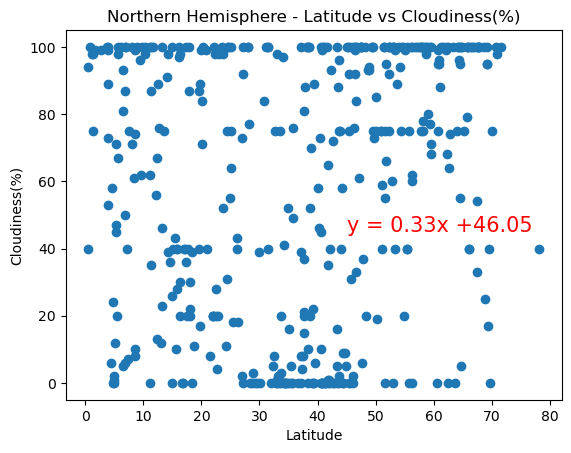 Northern Hemisphere - Latitude vs Cloudiness(%)
100
80
60
40
20
0
Cloudiness(%)
y = 0.33x +46.05
0 10 20 30 40 50 60 70 80
Latitude